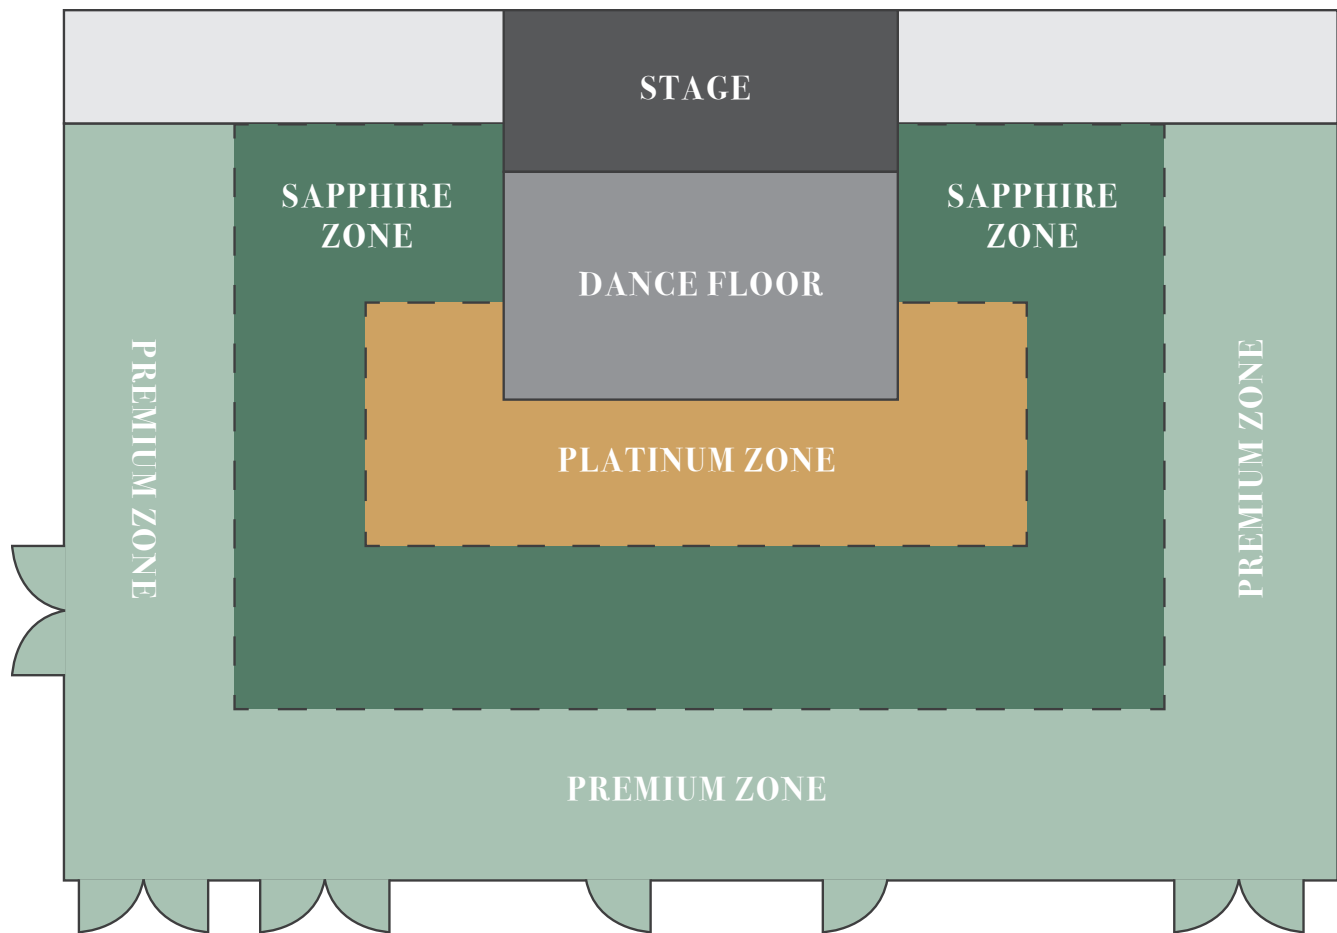 STAGE
SAPPHIRE
ZONE
SAPPHIRE
ZONE
DANCE FLOOR
PREMIUM ZONE
PREMIUM ZONE
PLATINUM ZONE
PREMIUM ZONE